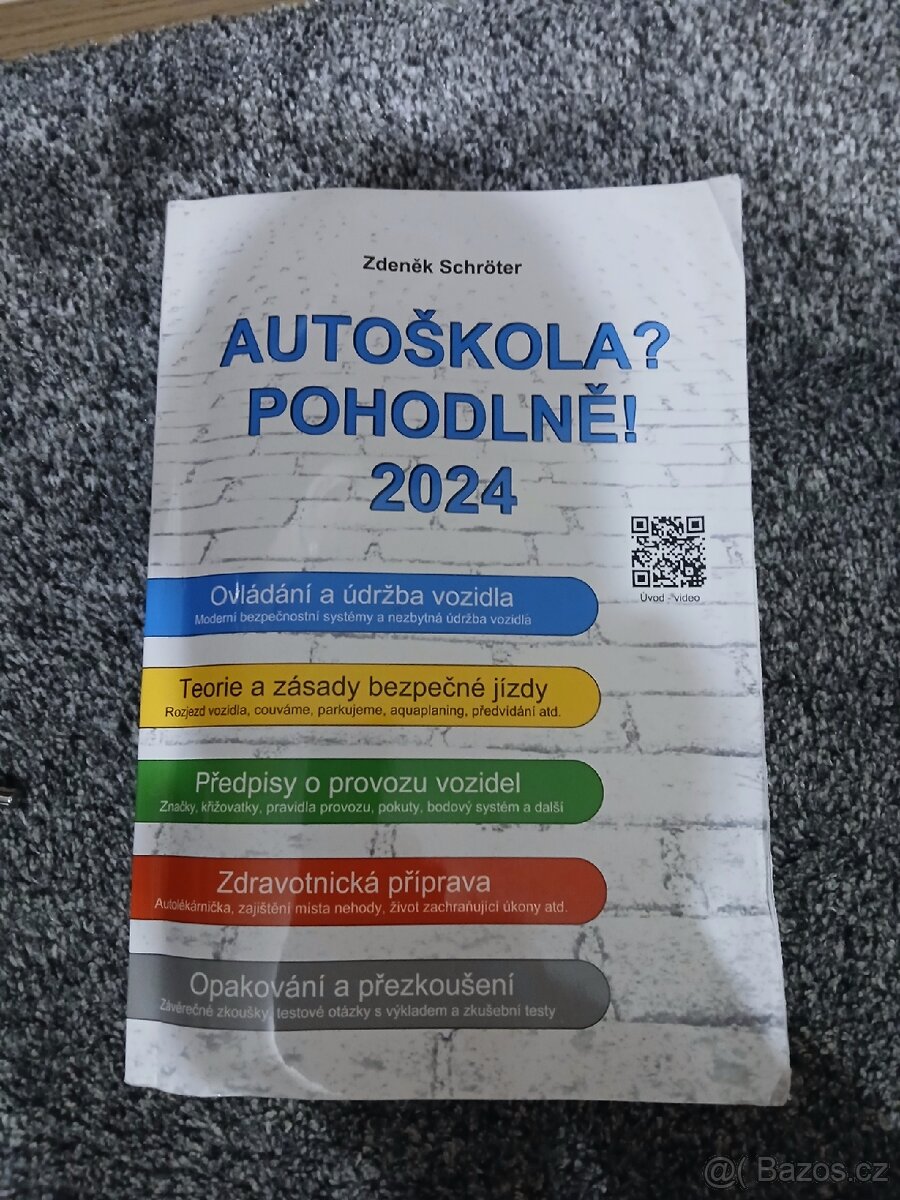 Zdeněk Schröter
AUTOŠKOLA?
POHODLNĚ!
2024
Úvod - video
Ovládání a údržba vozidla
Moderní bezpečnostní systémy a nezbytná údržba vozidla
Teorie a zásady bezpečné jízdy
Rozjezd vozidla, couváme, parkujeme, aquaplaning, předvídání atd.
Předpisy o provozu vozidel
Značky, křižovatky, pravidla provozu, pokuty, bodový systém a další
Zdravotnická příprava
Autolékárnička, zajištění místa nehody, život zachraňující úkony atd.
Opakování a přezkoušení
Závěrečné zkoušky, testové otázky s výkladem a zkušební testy
@( Bazos.cz